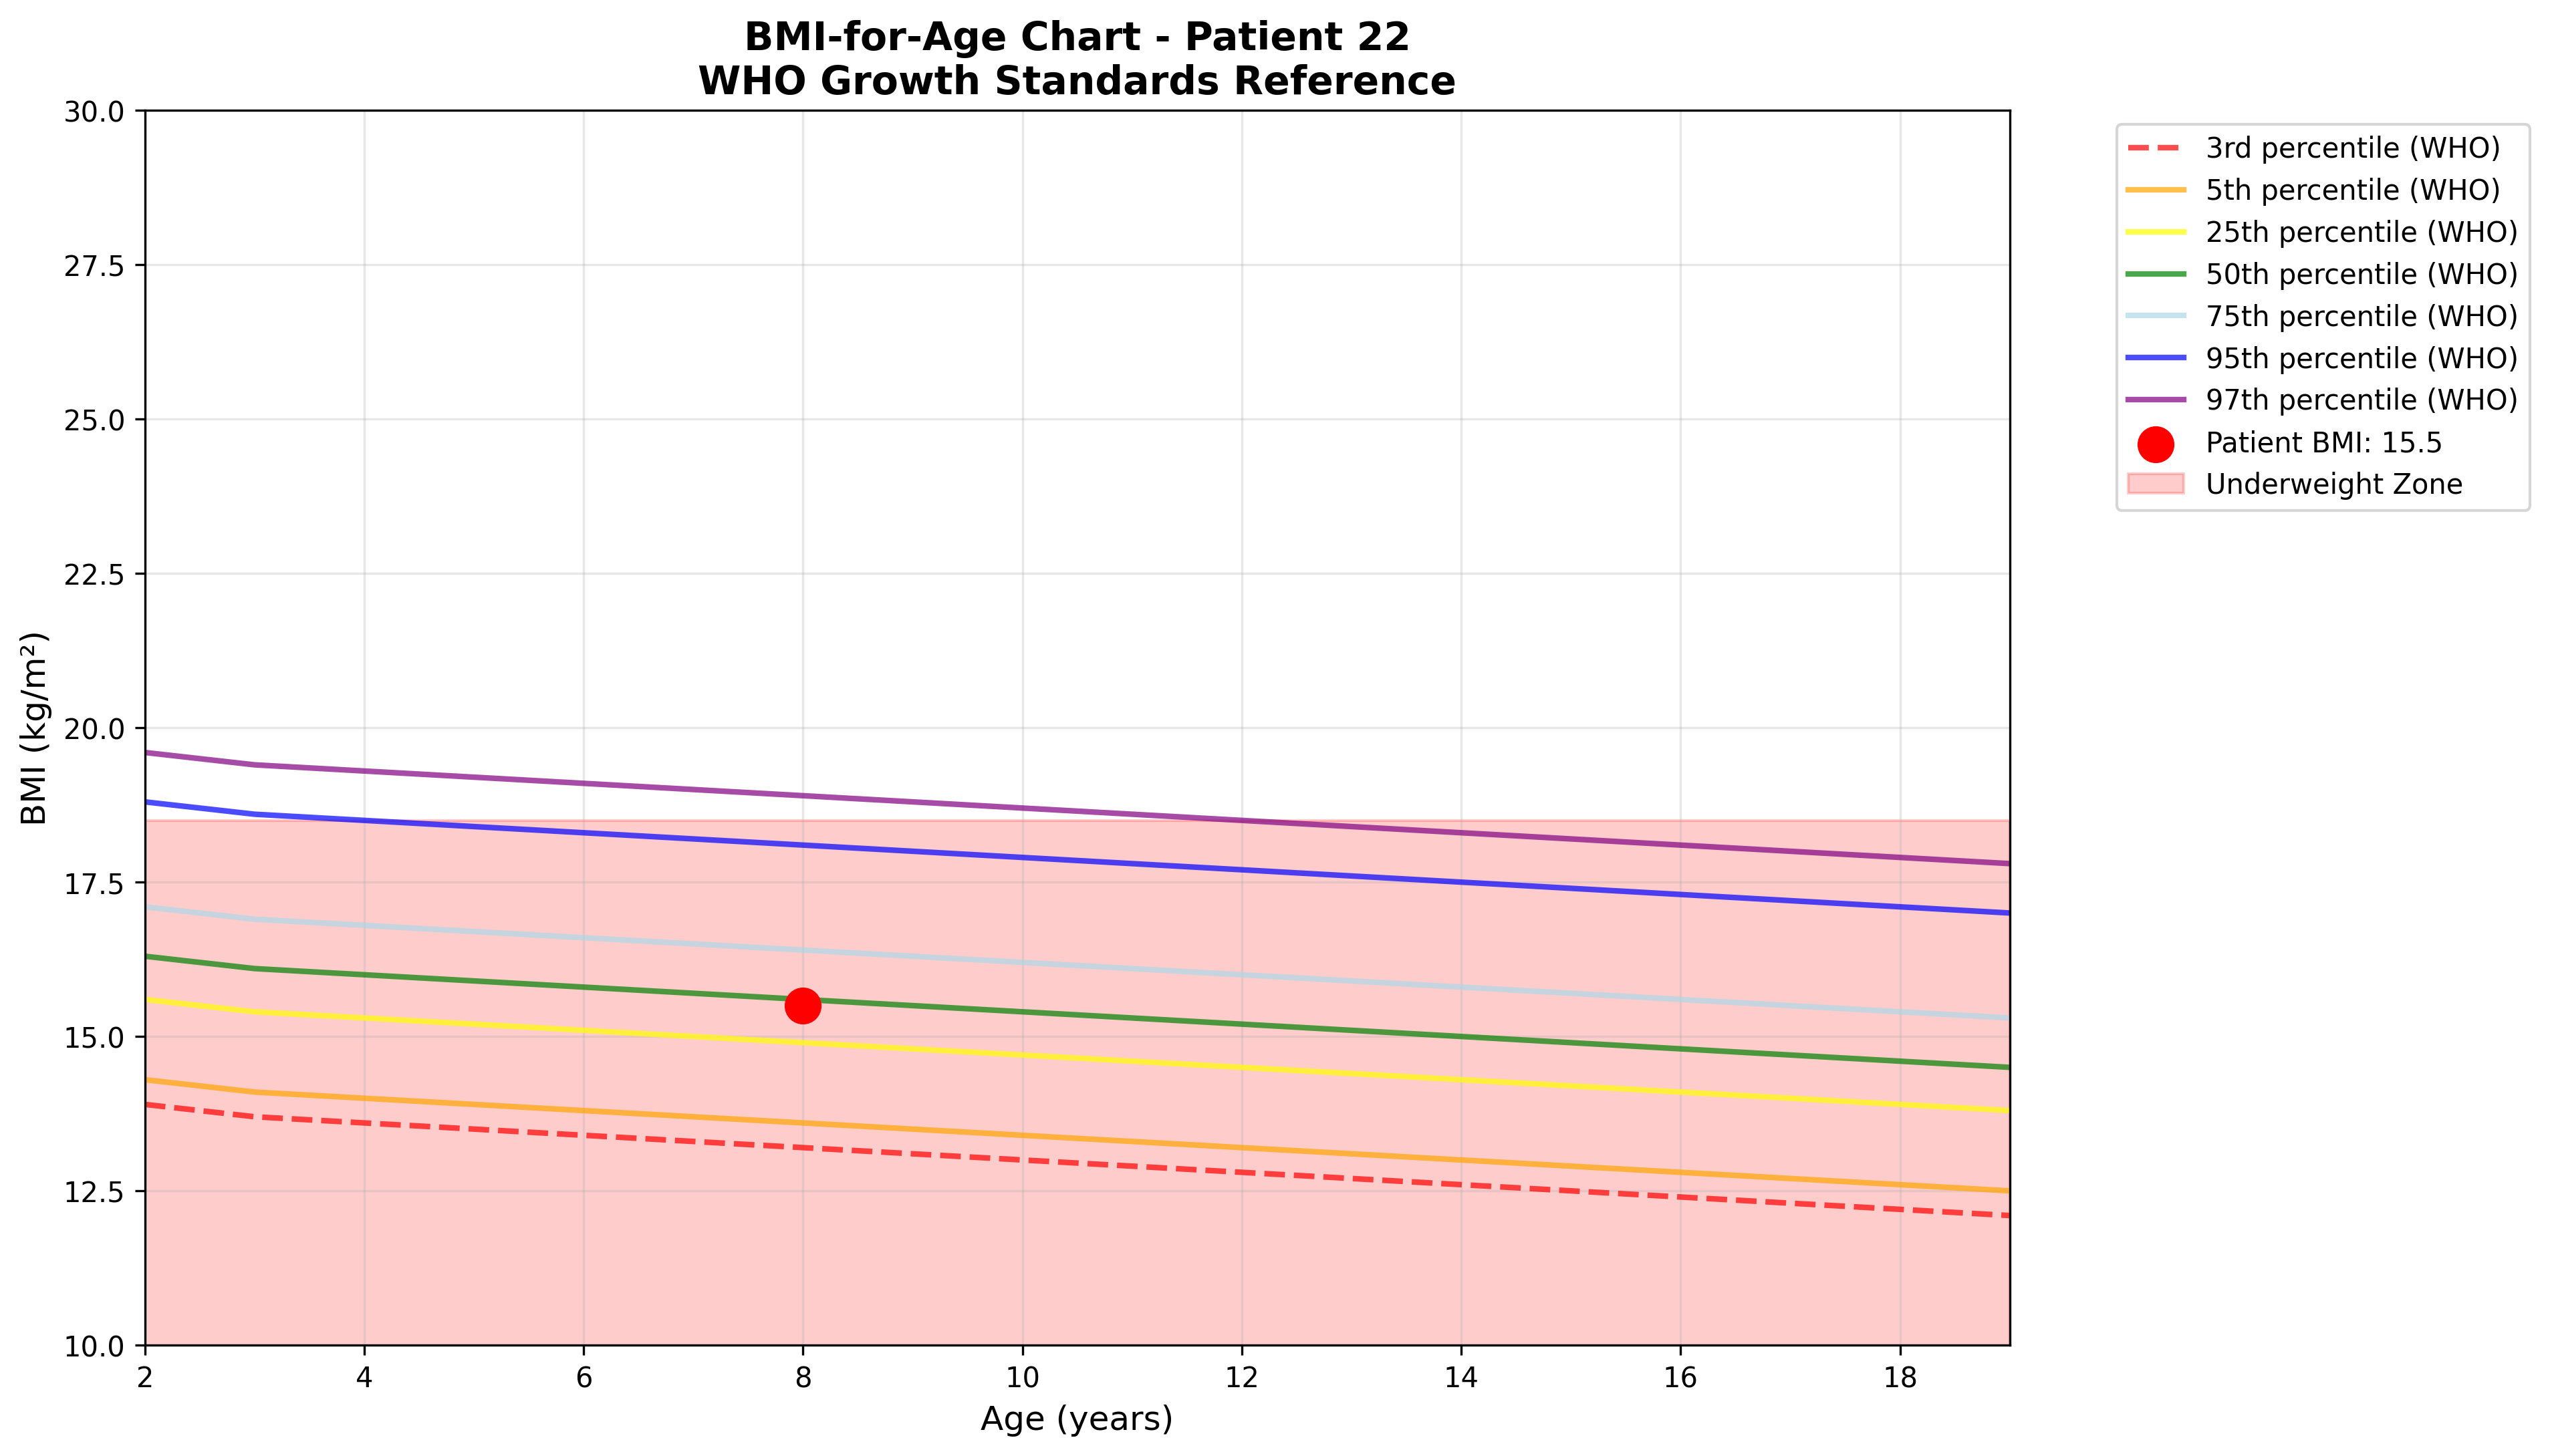 BMI-for-Age Chart - Patient 22
WHO Growth Standards Reference
30.0
27.5
25.0
22.5
20.0
17.5
15.0
12.5
10.0
BMI (kg/m²)
2 4 6 8 10 12 14 16 18
Age (years)
3rd percentile (WHO)
5th percentile (WHO)
25th percentile (WHO)
50th percentile (WHO)
75th percentile (WHO)
95th percentile (WHO)
97th percentile (WHO)
Patient BMI: 15.5
Underweight Zone